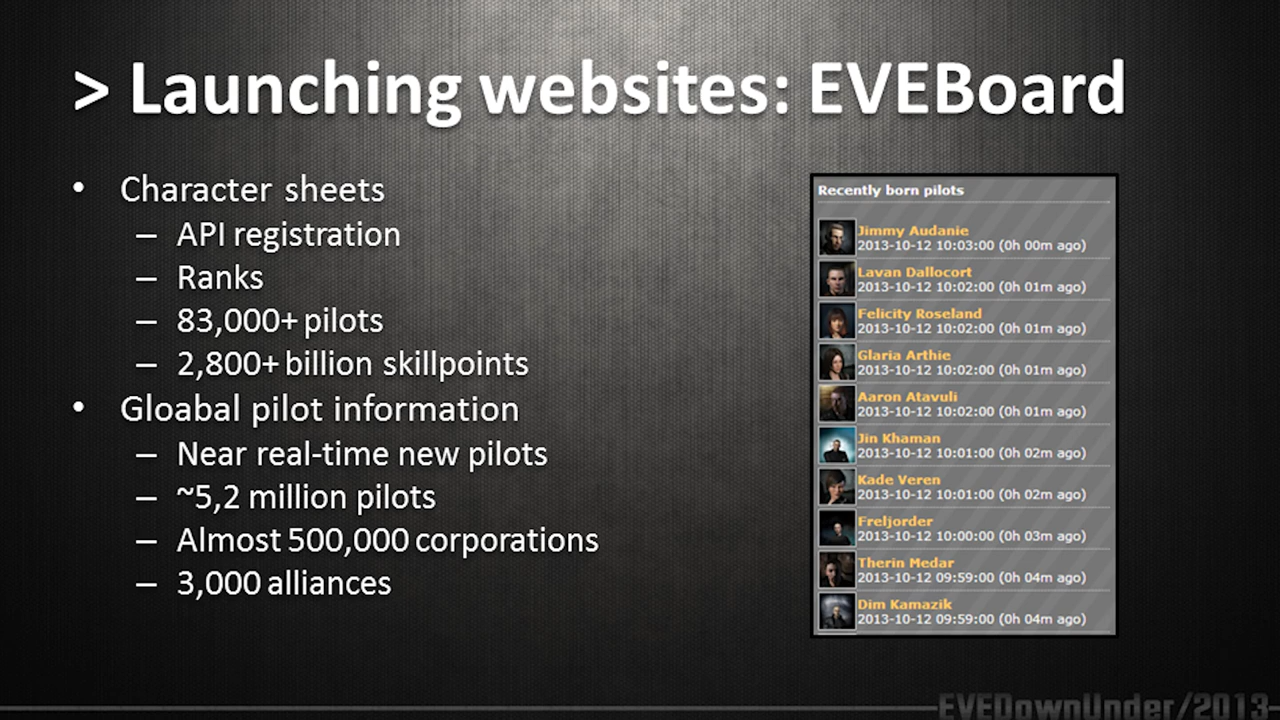 > Launching websites: EVEBoard
• Character sheets
– API registration
– Ranks
– 83,000+ pilots
– 2,800+ billion skillpoints
• Gloabal pilot information
– Near real-time new pilots
– ~5,2 million pilots
– Almost 500,000 corporations
– 3,000 alliances
Recently born pilots
Jimmy Audanie
2013-10-12 10:03:00 (0h 00m ago)
Lavan Dallocort
2013-10-12 10:02:00 (0h 01m ago)
Felicity Roseland
2013-10-12 10:02:00 (0h 01m ago)
Glaria Arthie
2013-10-12 10:02:00 (0h 01m ago)
Aaron Atavuli
2013-10-12 10:02:00 (0h 01m ago)
Jin Khaman
2013-10-12 10:01:00 (0h 02m ago)
Kade Veren
2013-10-12 10:01:00 (0h 02m ago)
Freljorder
2013-10-12 10:00:00 (0h 03m ago)
Therin Medar
2013-10-12 09:59:00 (0h 04m ago)
Dim Kamazik
2013-10-12 09:59:00 (0h 04m ago)
EVEDownUnder/2013